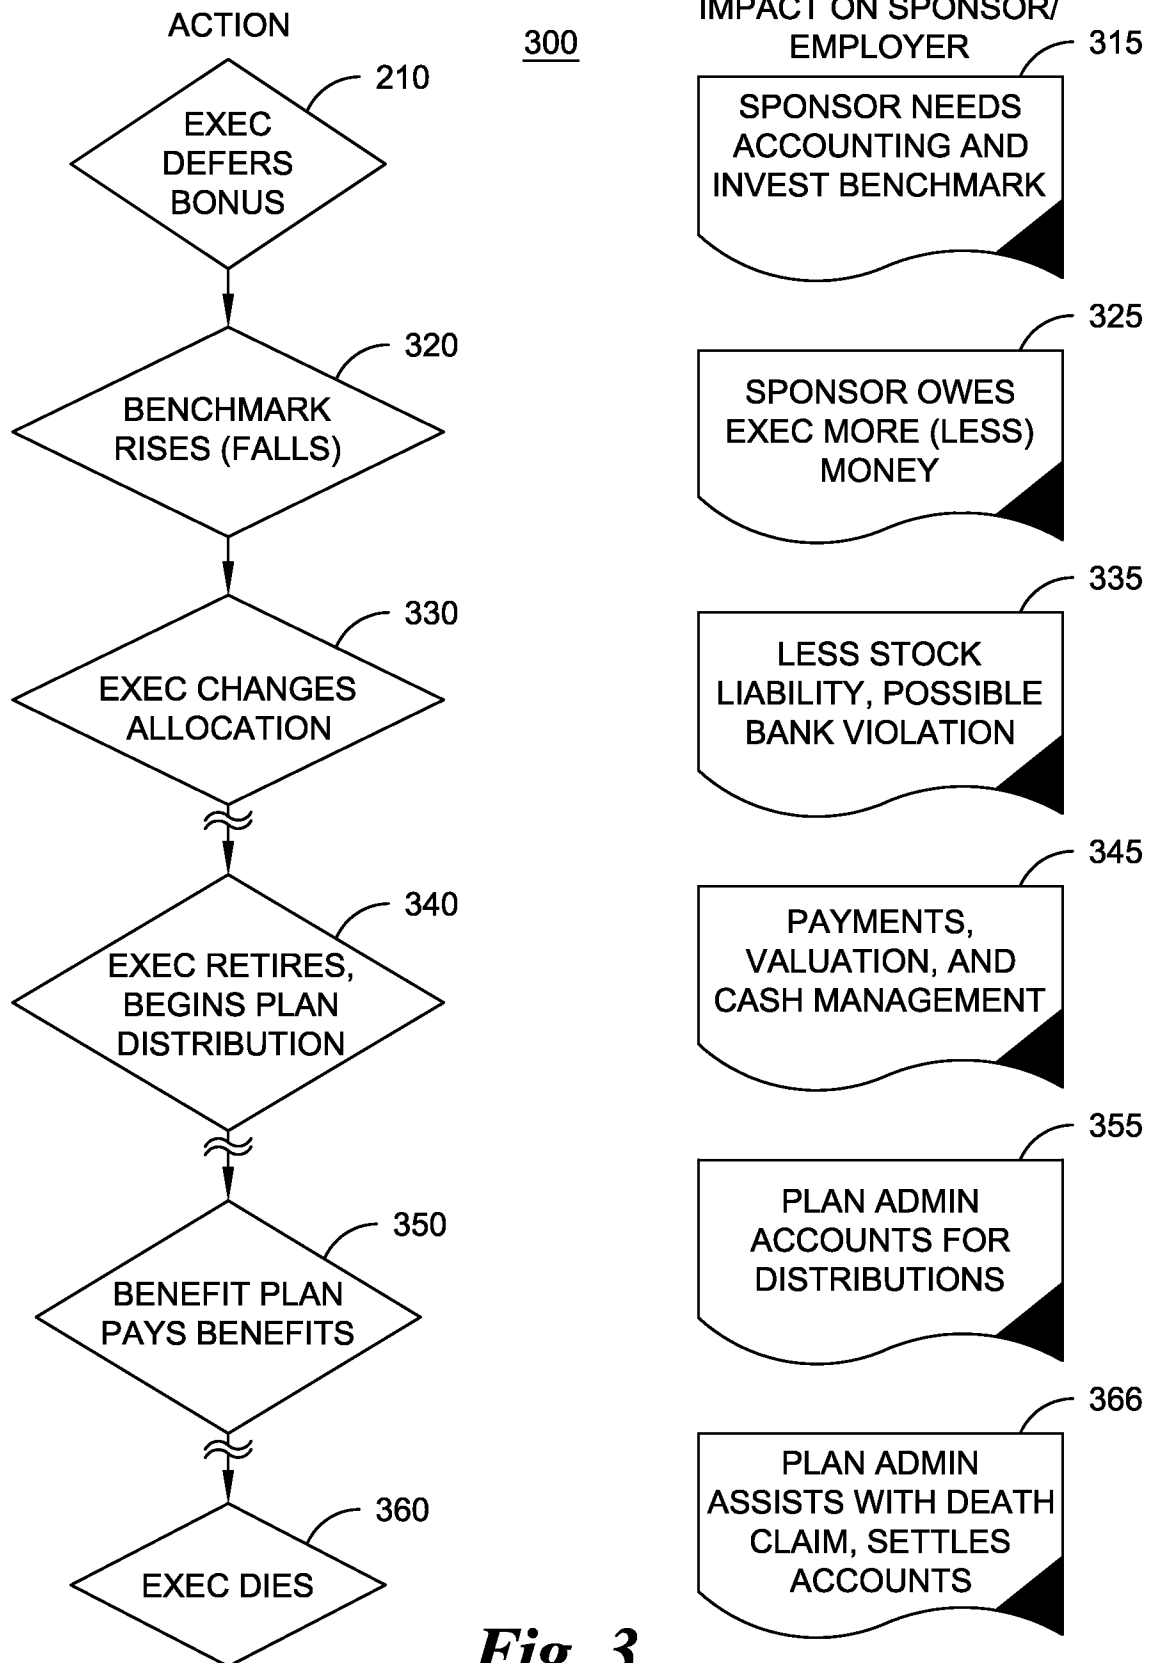 ACTION
300
IMPACT ON SPONSOR/
EMPLOYER
210
EXEC
DEFERS
BONUS
315
SPONSOR NEEDS
ACCOUNTING AND
INVEST BENCHMARK
320
BENCHMARK
RISES (FALLS)
325
SPONSOR OWES
EXEC MORE (LESS)
MONEY
330
EXEC CHANGES
ALLOCATION
335
LESS STOCK
LIABILITY, POSSIBLE
BANK VIOLATION
340
EXEC RETIRES,
BEGINS PLAN
DISTRIBUTION
345
PAYMENTS,
VALUATION, AND
CASH MANAGEMENT
350
BENEFIT PLAN
PAYS BENEFITS
355
PLAN ADMIN
ACCOUNTS FOR
DISTRIBUTIONS
360
EXEC DIES
366
PLAN ADMIN
ASSISTS WITH DEATH
CLAIM, SETTLES
ACCOUNTS
Fig. 3